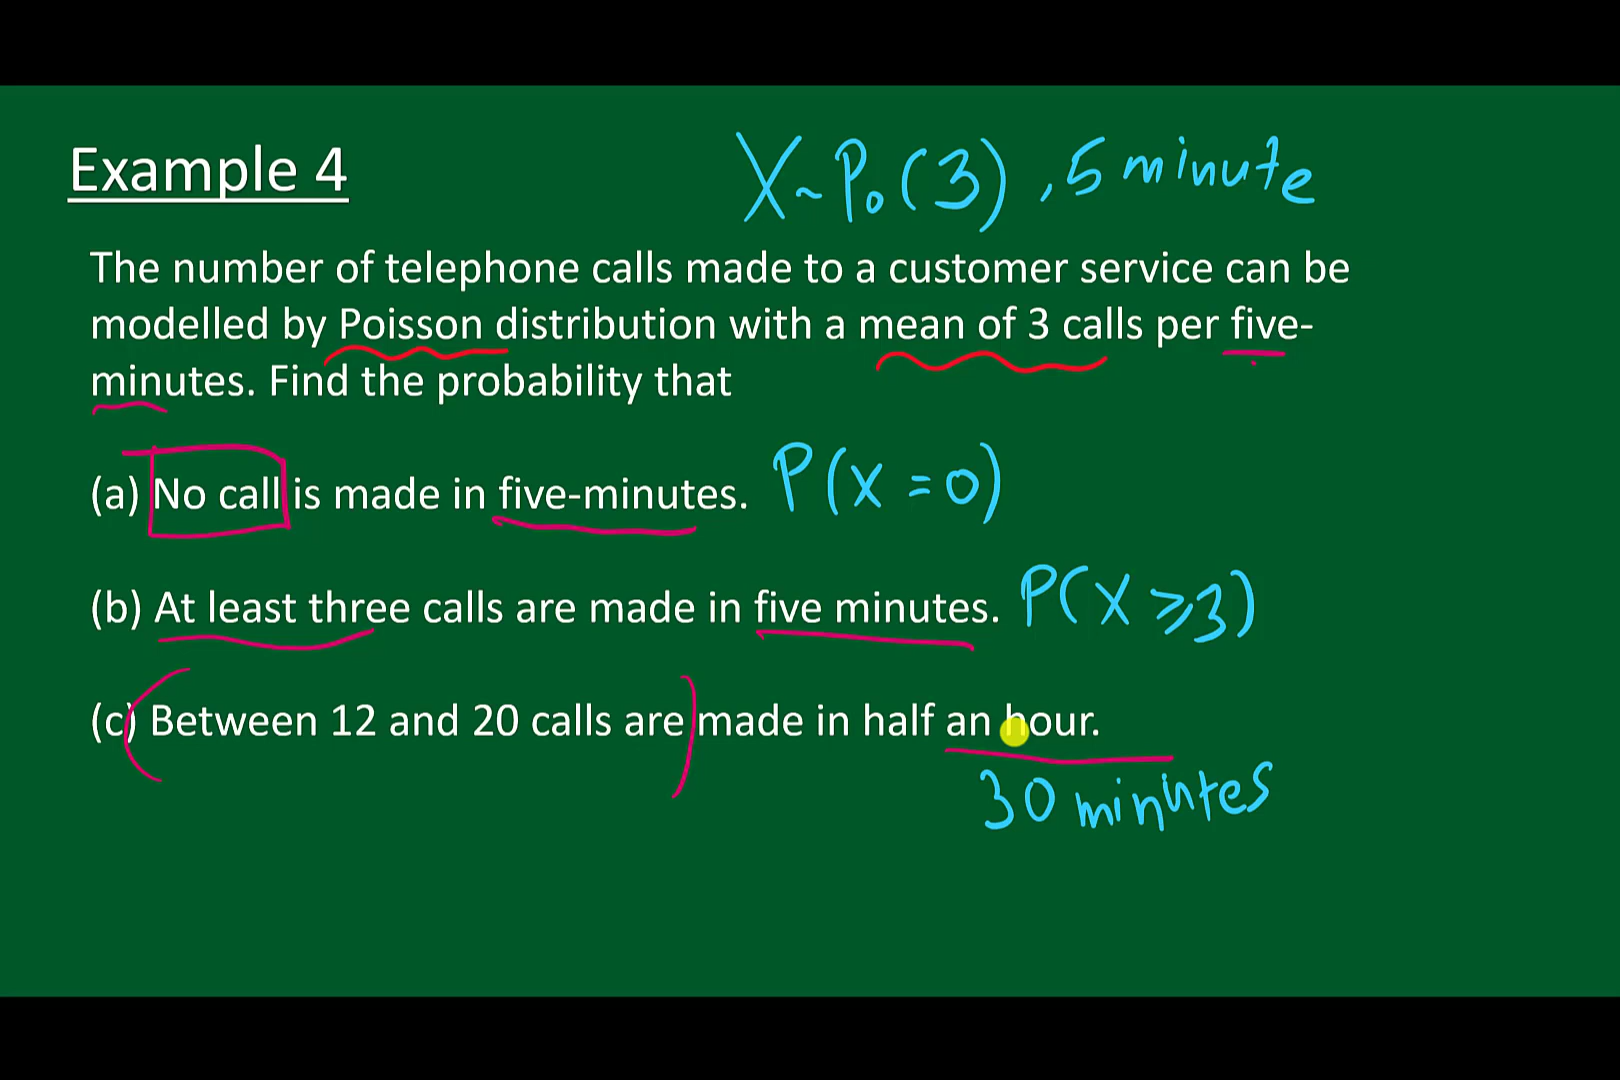 Example 4
X ~ P₀(3), 5 minute
The number of telephone calls made to a customer service can be
modelled by Poisson distribution with a mean of 3 calls per five-
minutes. Find the probability that
(a) No call is made in five-minutes. P(X = 0)
(b) At least three calls are made in five minutes. P(X ⩾ 3)
(c) Between 12 and 20 calls are made in half an hour.
30 minutes